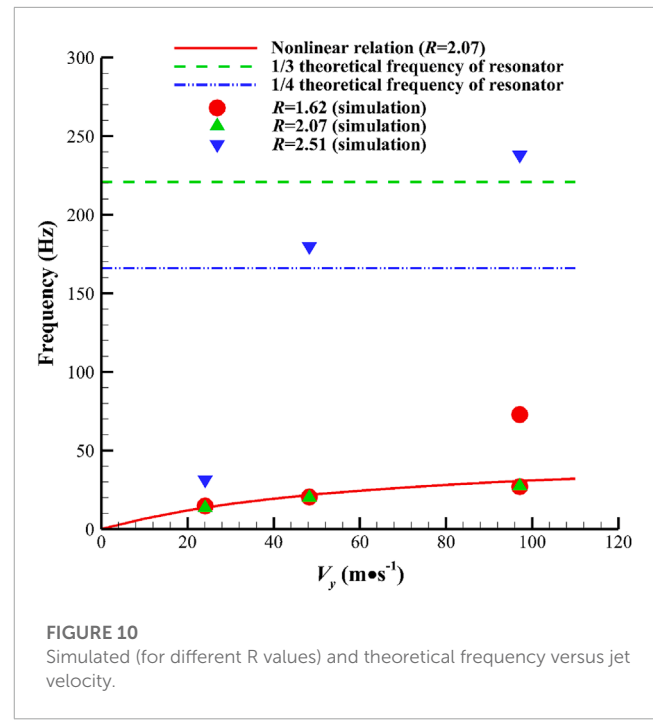 300
250
200
150
100
50
0
Frequency (Hz)
Nonlinear relation (R=2.07)
1/3 theoretical frequency of resonator
1/4 theoretical frequency of resonator
R=1.62 (simulation)
R=2.07 (simulation)
R=2.51 (simulation)
0 20 40 60 80 100 120
V_y (m•s⁻¹)
FIGURE 10
Simulated (for different R values) and theoretical frequency versus jet
velocity.